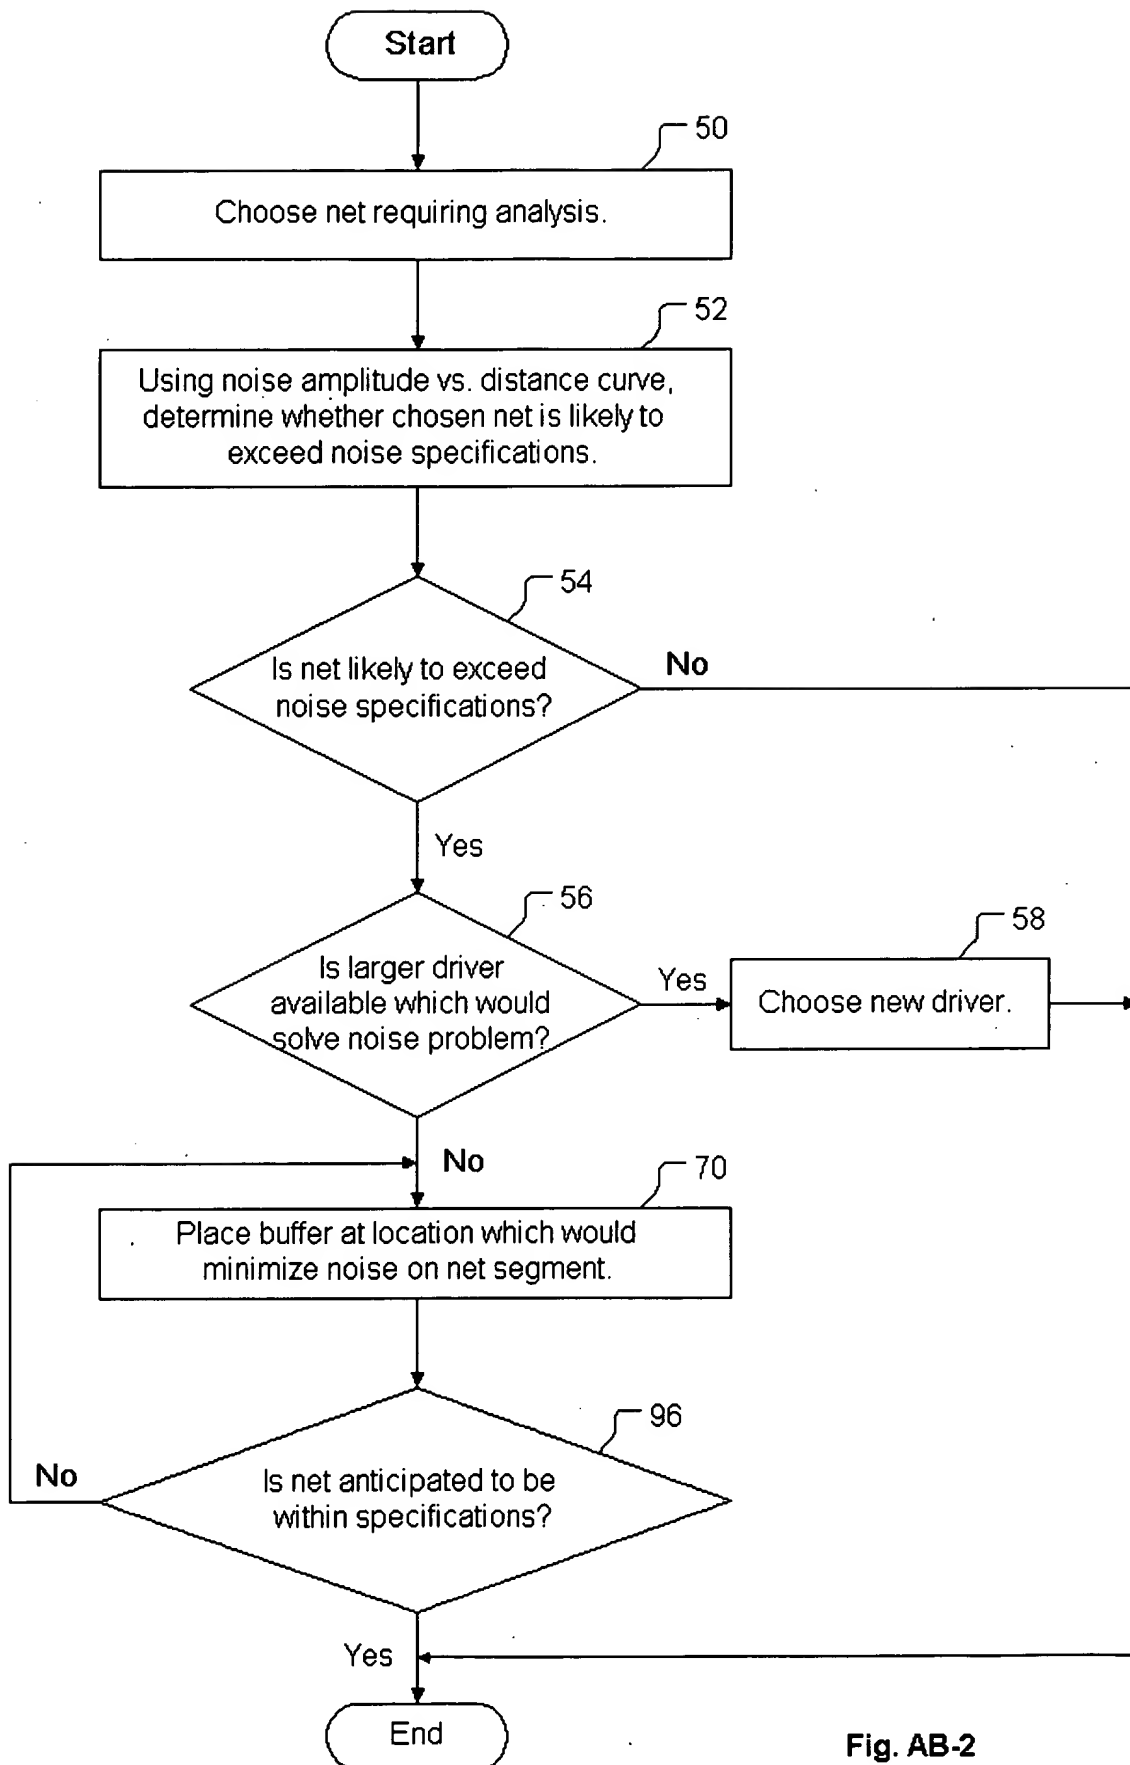 Start
50
Choose net requiring analysis.
52
Using noise amplitude vs. distance curve,
determine whether chosen net is likely to
exceed noise specifications.
54
Is net likely to exceed
noise specifications?
No
Yes
56
Is larger driver
available which would
solve noise problem?
Yes
58
Choose new driver.
No
70
Place buffer at location which would
minimize noise on net segment.
96
Is net anticipated to be
within specifications?
No
Yes
End
Fig. AB-2